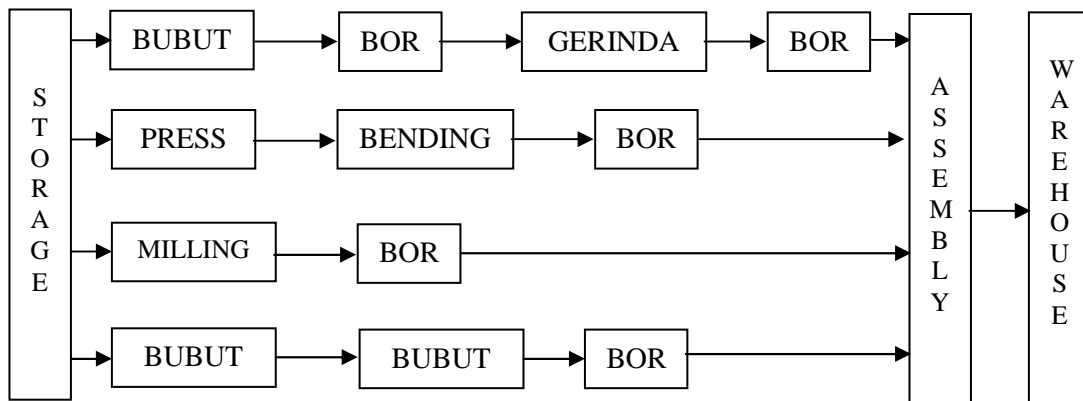 STORAGE
BUBUT
BOR
GERINDA
BOR
PRESS
BENDING
BOR
MILLING
BOR
BUBUT
BUBUT
BOR
ASSEMBLY
WAREHOUSE